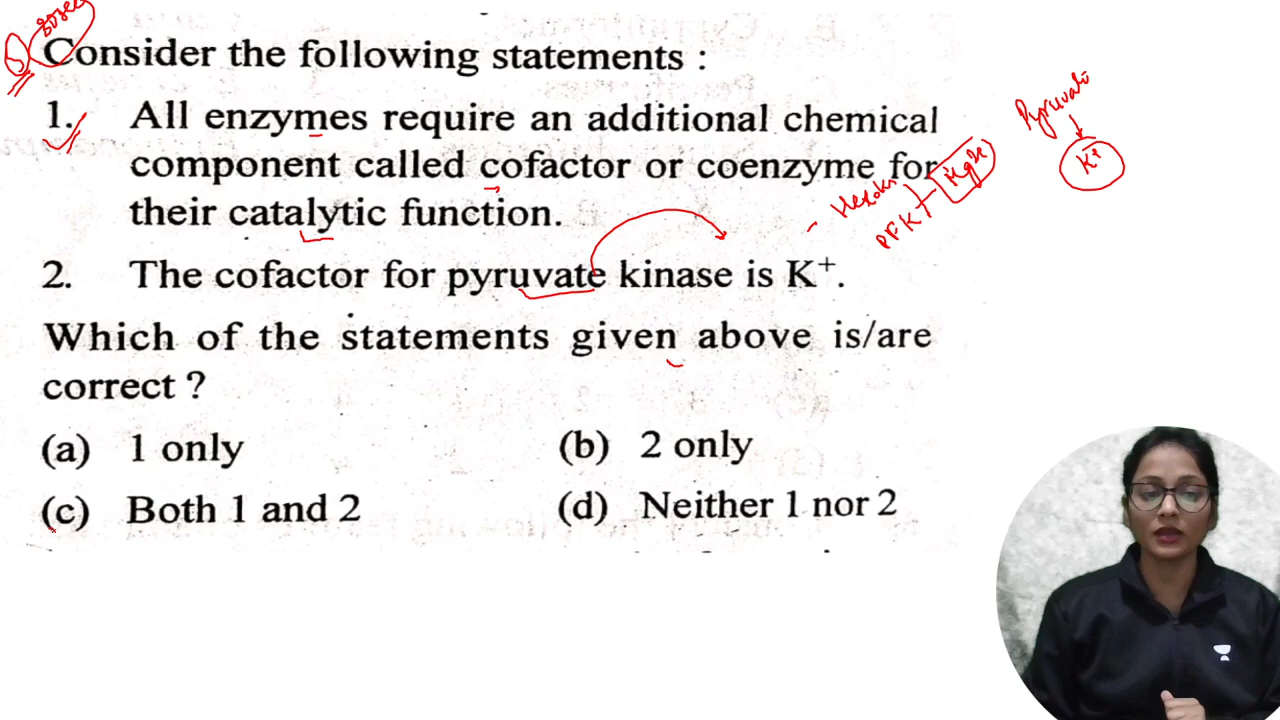 Consider the following statements :
1. All enzymes require an additional chemical
component called cofactor or coenzyme for
their catalytic function.
2. The cofactor for pyruvate kinase is K⁺.
Which of the statements given above is/are
correct ?
(a) 1 only
(b) 2 only
(c) Both 1 and 2
(d) Neither 1 nor 2
PFK
K⁺